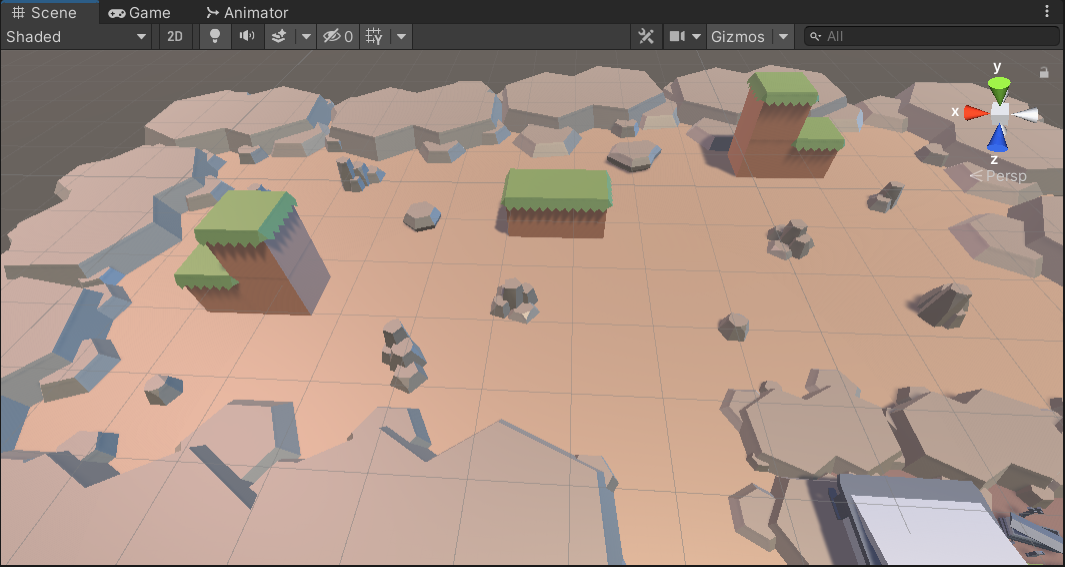 Scene Game Animator
Shaded 2D 0 Gizmos All
y
x
z
Persp